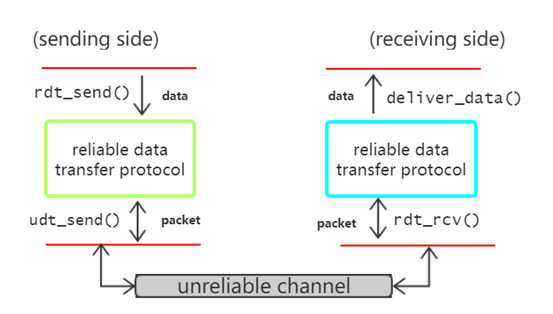 (sending side)
(receiving side)
rdt_send()
data
data
deliver_data()
reliable data
transfer protocol
reliable data
transfer protocol
udt_send()
packet
packet
rdt_rcv()
unreliable channel